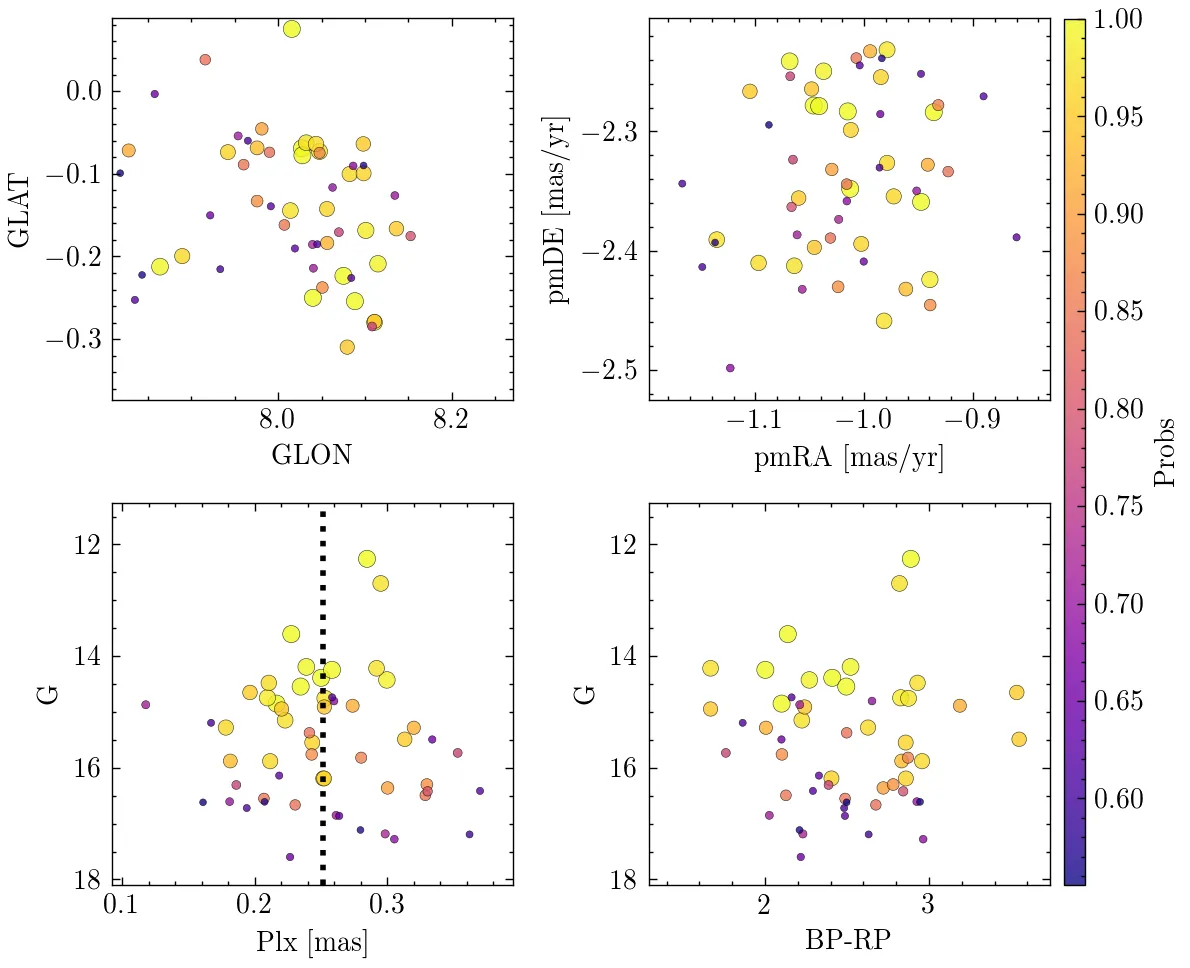 0.0
−0.1
−0.2
−0.3
GLAT
8.0 8.2
GLON
−2.3
−2.4
−2.5
pmDE [mas/yr]
−1.1 −1.0 −0.9
pmRA [mas/yr]
1.00
0.95
0.90
0.85
0.80
0.75
0.70
0.65
0.60
Probs
12
14
16
18
G
0.1 0.2 0.3
Plx [mas]
12
14
16
18
G
2 3
BP-RP